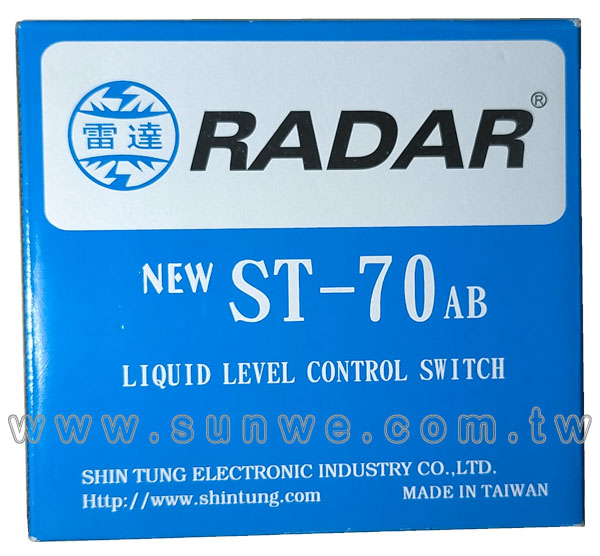 雷達 RADAR®
NEW ST-70AB
LIQUID LEVEL CONTROL SWITCH
www.sunwe.com.tw
SHIN TUNG ELECTRONIC INDUSTRY CO.,LTD.
Http://www.shintung.com MADE IN TAIWAN